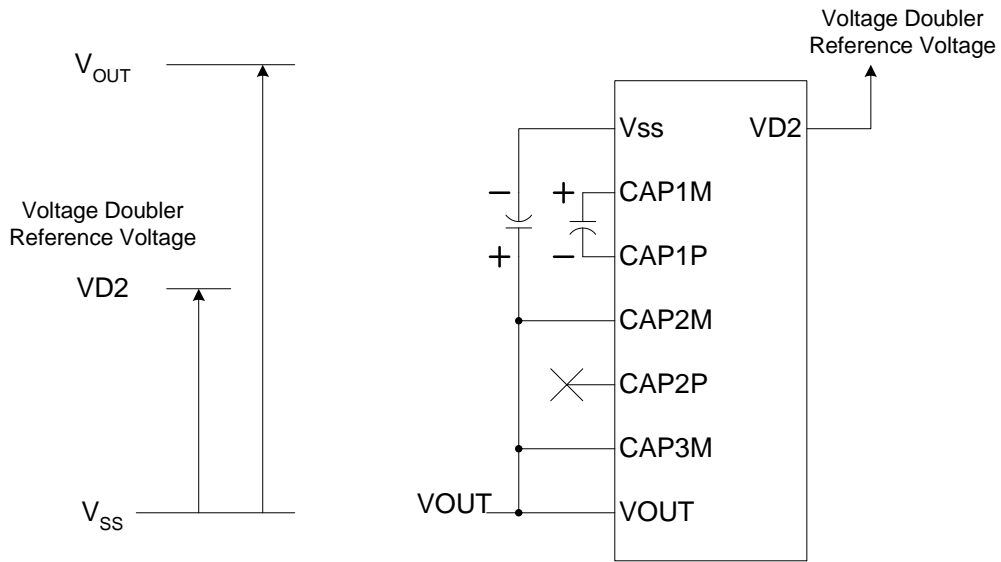 V_OUT
Voltage Doubler
Reference Voltage
VD2
V_SS
Voltage Doubler
Reference Voltage
Vss VD2
- + CAP1M
+ - CAP1P
CAP2M
CAP2P
CAP3M
VOUT VOUT